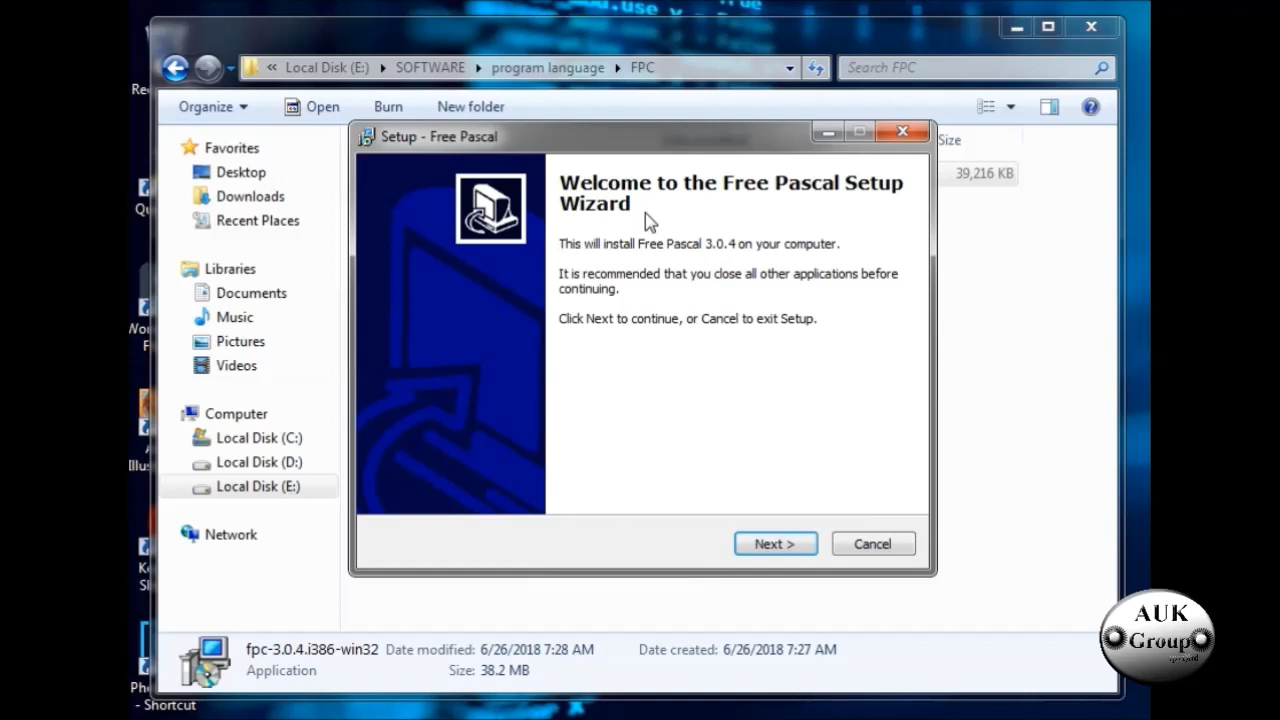 .use
True
Local Disk (E:)
SOFTWARE
program language
FPC
Search FPC
Organize
Open
Burn
New folder
Setup - Free Pascal
Size
39,216 KB
Favorites
Desktop
Downloads
Recent Places
Libraries
Documents
Music
Pictures
Videos
Computer
Local Disk (C:)
Local Disk (D:)
Local Disk (E:)
Network
Welcome to the Free Pascal Setup
Wizard
This will install Free Pascal 3.0.4 on your computer.
It is recommended that you close all other applications before
continuing.
Click Next to continue, or Cancel to exit Setup.
Next >
Cancel
fpc-3.0.4.i386-win32
Date modified: 6/26/2018 7:28 AM
Date created: 6/26/2018 7:27 AM
Application
Size: 38.2 MB
- Shortcut
AUK
Group